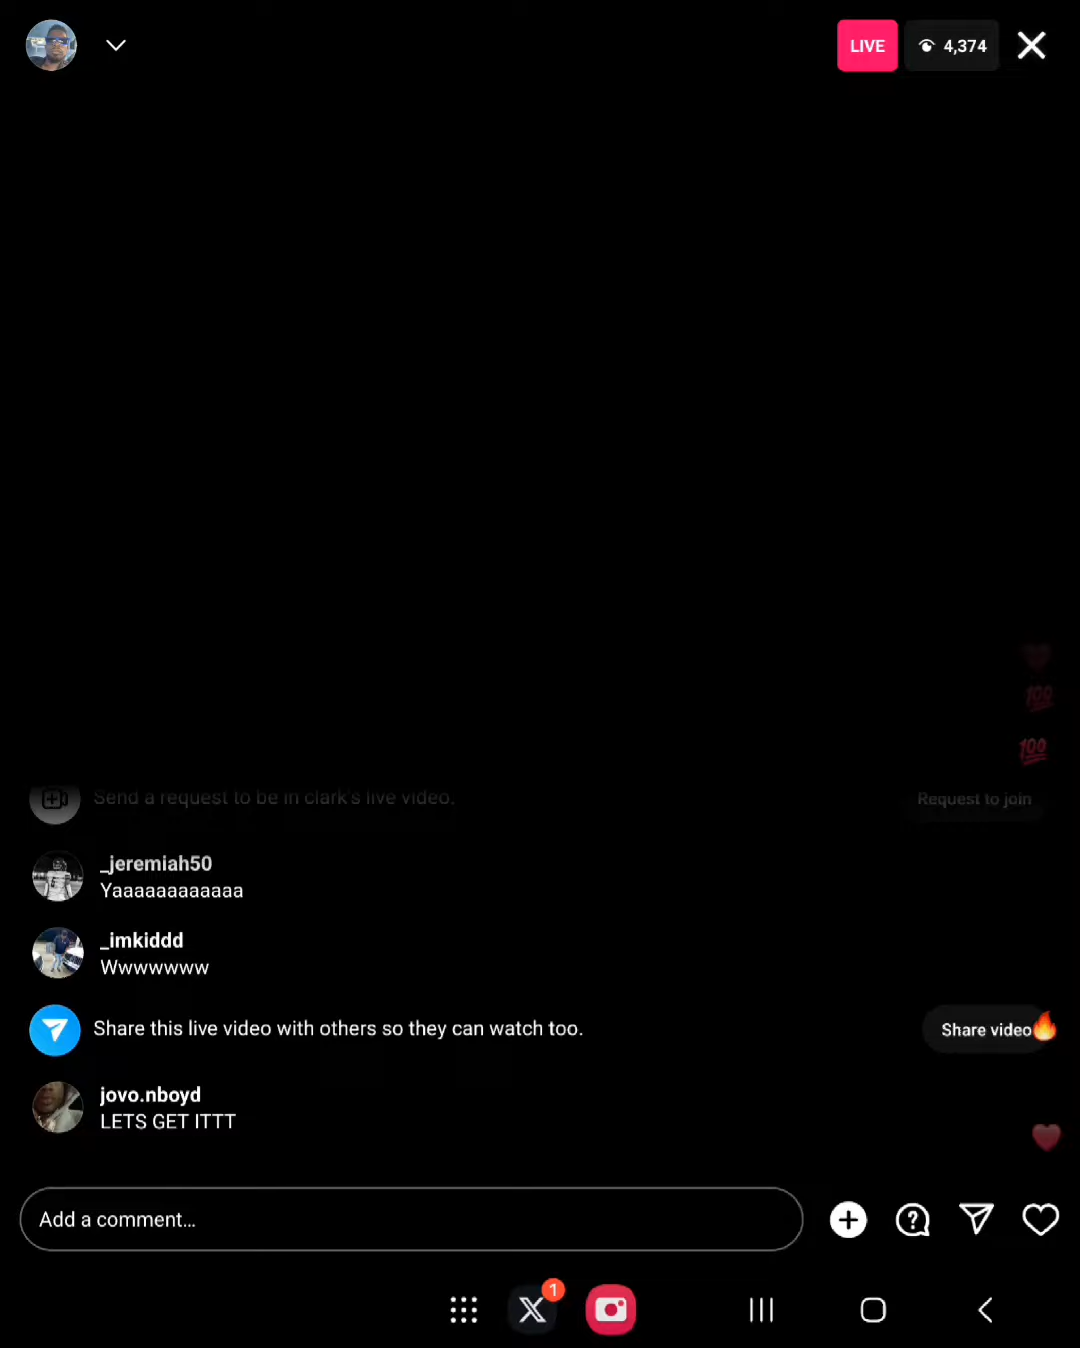 LIVE
4,374
100
100
Send a request to be in clark's live video.
Request to join
_jeremiah50
Yaaaaaaaaaaaa
_imkiddd
Wwwwwww
Share this live video with others so they can watch too.
Share video
jovo.nboyd
LETS GET ITTT
Add a comment...
X
1